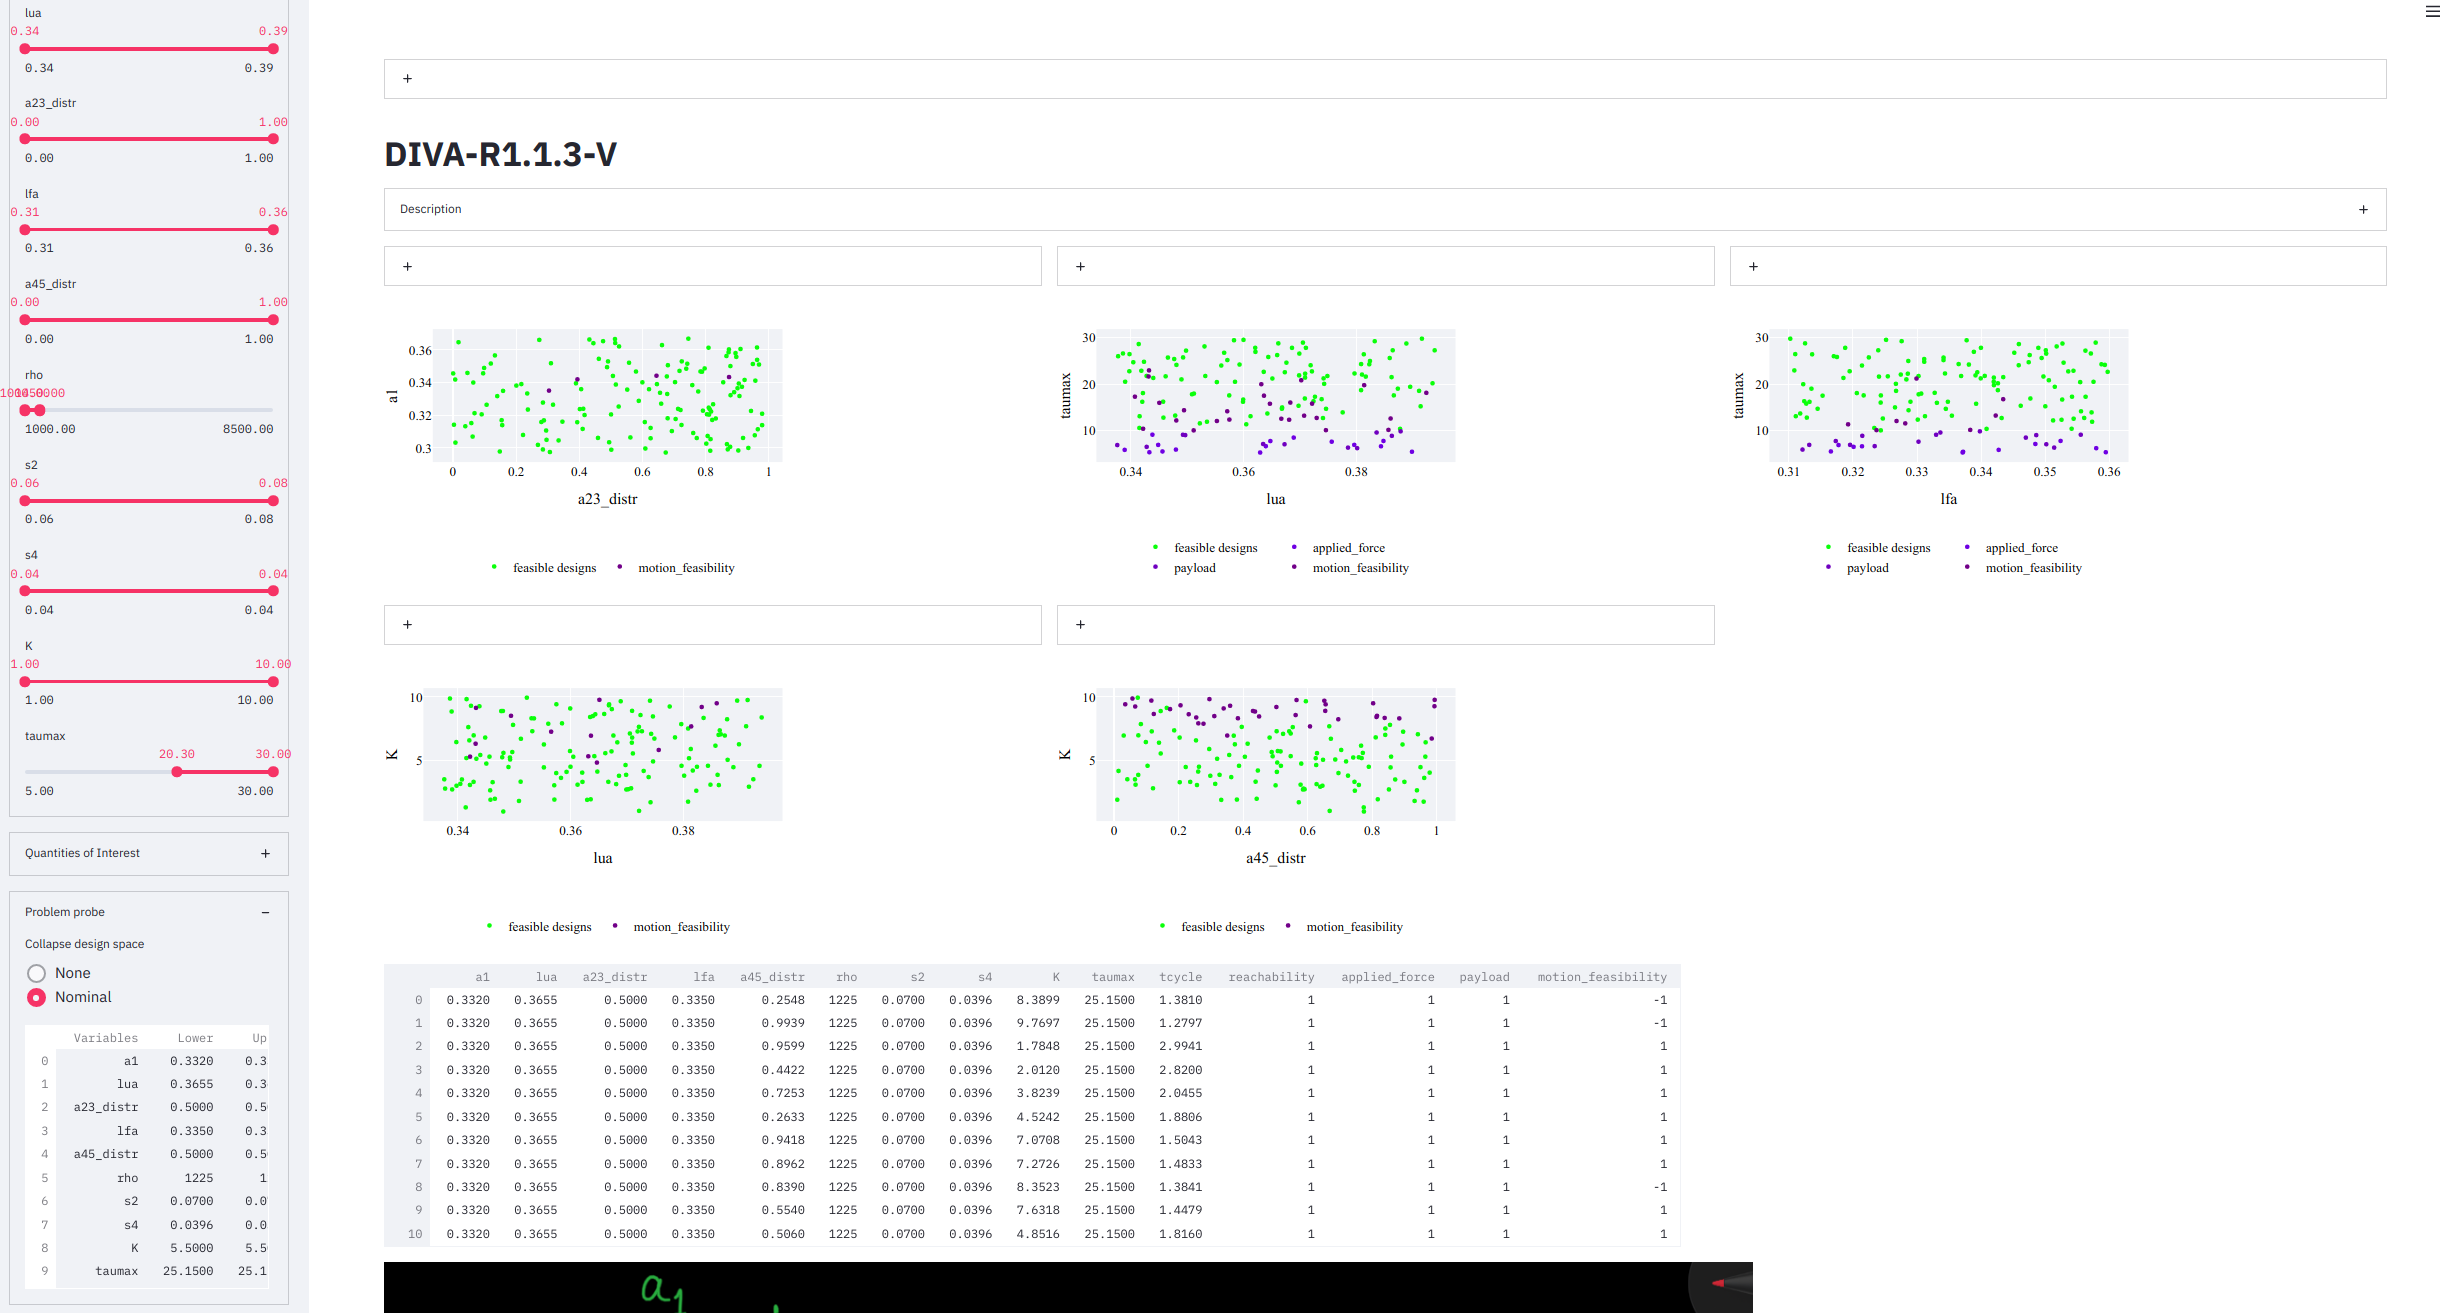 lua
0.34 0.39
0.34 0.39
a23_distr
0.00 1.00
0.00 1.00
lfa
0.31 0.36
0.31 0.36
a45_distr
0.00 1.00
0.00 1.00
rho
1000.00 8500.00
s2
0.06 0.08
0.06 0.08
s4
0.04 0.04
0.04 0.04
K
1.00 10.00
1.00 10.00
taumax
20.30 30.00
5.00 30.00
Quantities of Interest +
Problem probe −
Collapse design space
None
Nominal
Variables Lower Up
0 a1 0.3320 0.3
1 lua 0.3655 0.3
2 a23_distr 0.5000 0.5
3 lfa 0.3350 0.3
4 a45_distr 0.5000 0.5
5 rho 1225 1
6 s2 0.0700 0.0
7 s4 0.0396 0.0
8 K 5.5000 5.5
9 taumax 25.1500 25.1
+
DIVA-R1.1.3-V
Description +
+ + +
a1
0.36
0.34
0.32
0.3
0 0.2 0.4 0.6 0.8 1
a23_distr
feasible designs motion_feasibility
taumax
30
20
10
0.34 0.36 0.38
lua
feasible designs applied_force
payload motion_feasibility
taumax
30
20
10
0.31 0.32 0.33 0.34 0.35 0.36
lfa
feasible designs applied_force
payload motion_feasibility
+ +
K
10
5
0.34 0.36 0.38
lua
feasible designs motion_feasibility
K
10
5
0 0.2 0.4 0.6 0.8 1
a45_distr
feasible designs motion_feasibility
a1 lua a23_distr lfa a45_distr rho s2 s4 K taumax tcycle reachability applied_force payload motion_feasibility
0 0.3320 0.3655 0.5000 0.3350 0.2548 1225 0.0700 0.0396 8.3899 25.1500 1.3810 1 1 1 -1
1 0.3320 0.3655 0.5000 0.3350 0.9939 1225 0.0700 0.0396 9.7697 25.1500 1.2797 1 1 1 -1
2 0.3320 0.3655 0.5000 0.3350 0.9599 1225 0.0700 0.0396 1.7848 25.1500 2.9941 1 1 1 1
3 0.3320 0.3655 0.5000 0.3350 0.4422 1225 0.0700 0.0396 2.0120 25.1500 2.8200 1 1 1 1
4 0.3320 0.3655 0.5000 0.3350 0.7253 1225 0.0700 0.0396 3.8239 25.1500 2.0455 1 1 1 1
5 0.3320 0.3655 0.5000 0.3350 0.2633 1225 0.0700 0.0396 4.5242 25.1500 1.8806 1 1 1 1
6 0.3320 0.3655 0.5000 0.3350 0.9418 1225 0.0700 0.0396 7.0708 25.1500 1.5043 1 1 1 1
7 0.3320 0.3655 0.5000 0.3350 0.8962 1225 0.0700 0.0396 7.2726 25.1500 1.4833 1 1 1 1
8 0.3320 0.3655 0.5000 0.3350 0.8390 1225 0.0700 0.0396 8.3523 25.1500 1.3841 1 1 1 -1
9 0.3320 0.3655 0.5000 0.3350 0.5540 1225 0.0700 0.0396 7.6318 25.1500 1.4479 1 1 1 1
10 0.3320 0.3655 0.5000 0.3350 0.5060 1225 0.0700 0.0396 4.8516 25.1500 1.8160 1 1 1 1
a1